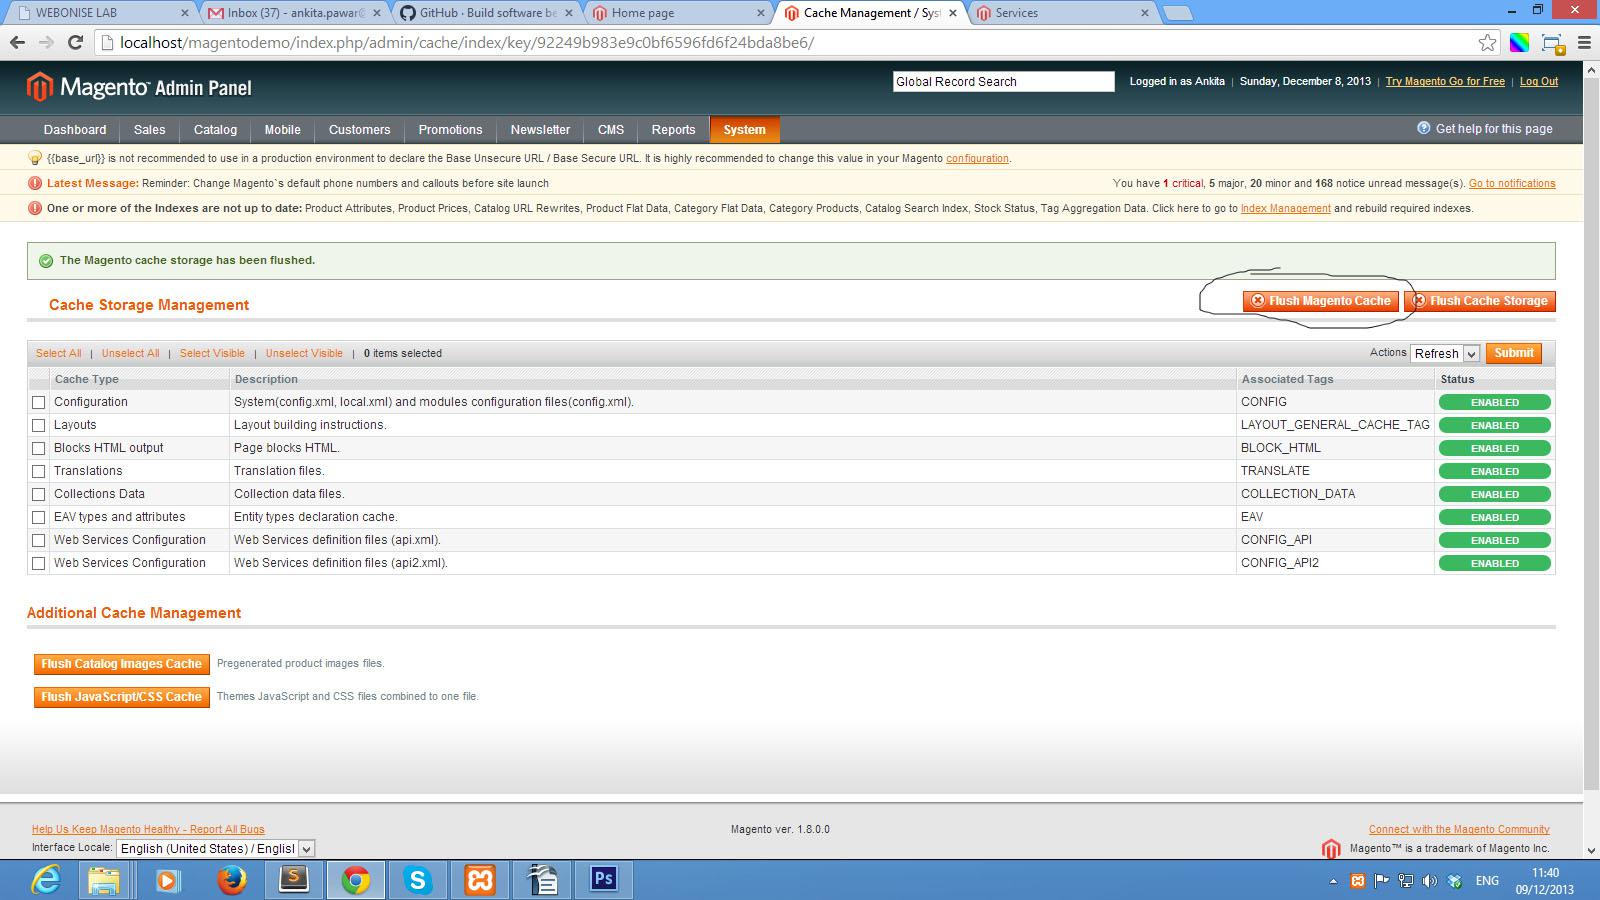 WEBONISE LAB
Inbox (37) - ankita.pawar@
GitHub · Build software be
Home page
Cache Management / Sys
Services
localhost/magentodemo/index.php/admin/cache/index/key/92249b983e9c0bf6596fd6f24bda8be6/
Magento™ Admin Panel
Global Record Search
Logged in as Ankita | Sunday, December 8, 2013 | Try Magento Go for Free | Log Out
Dashboard Sales Catalog Mobile Customers Promotions Newsletter CMS Reports System
Get help for this page
{{base_url}} is not recommended to use in a production environment to declare the Base Unsecure URL / Base Secure URL. It is highly recommended to change this value in your Magento configuration.
Latest Message: Reminder: Change Magento`s default phone numbers and callouts before site launch
You have 1 critical, 5 major, 20 minor and 168 notice unread message(s). Go to notifications
One or more of the Indexes are not up to date: Product Attributes, Product Prices, Catalog URL Rewrites, Product Flat Data, Category Flat Data, Category Products, Catalog Search Index, Stock Status, Tag Aggregation Data. Click here to go to Index Management and rebuild required indexes.
The Magento cache storage has been flushed.
Cache Storage Management
Flush Magento Cache
Flush Cache Storage
Select All | Unselect All | Select Visible | Unselect Visible | 0 items selected
Actions Refresh Submit
Cache Type Description Associated Tags Status
Configuration System(config.xml, local.xml) and modules configuration files(config.xml). CONFIG ENABLED
Layouts Layout building instructions. LAYOUT_GENERAL_CACHE_TAG ENABLED
Blocks HTML output Page blocks HTML. BLOCK_HTML ENABLED
Translations Translation files. TRANSLATE ENABLED
Collections Data Collection data files. COLLECTION_DATA ENABLED
EAV types and attributes Entity types declaration cache. EAV ENABLED
Web Services Configuration Web Services definition files (api.xml). CONFIG_API ENABLED
Web Services Configuration Web Services definition files (api2.xml). CONFIG_API2 ENABLED
Additional Cache Management
Flush Catalog Images Cache Pregenerated product images files.
Flush JavaScript/CSS Cache Themes JavaScript and CSS files combined to one file.
Help Us Keep Magento Healthy - Report All Bugs
Magento ver. 1.8.0.0
Connect with the Magento Community
Interface Locale: English (United States) / Englisl
Magento™ is a trademark of Magento Inc.
S
S
Ps
ENG
11:40
09/12/2013